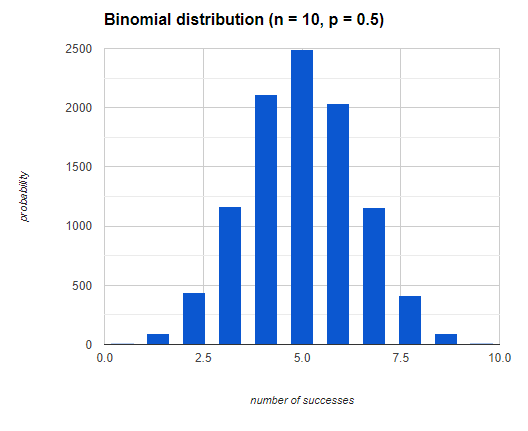 Binomial distribution (n = 10, p = 0.5)
2500
2000
1500
1000
500
0
probability
0.0 2.5 5.0 7.5 10.0
number of successes